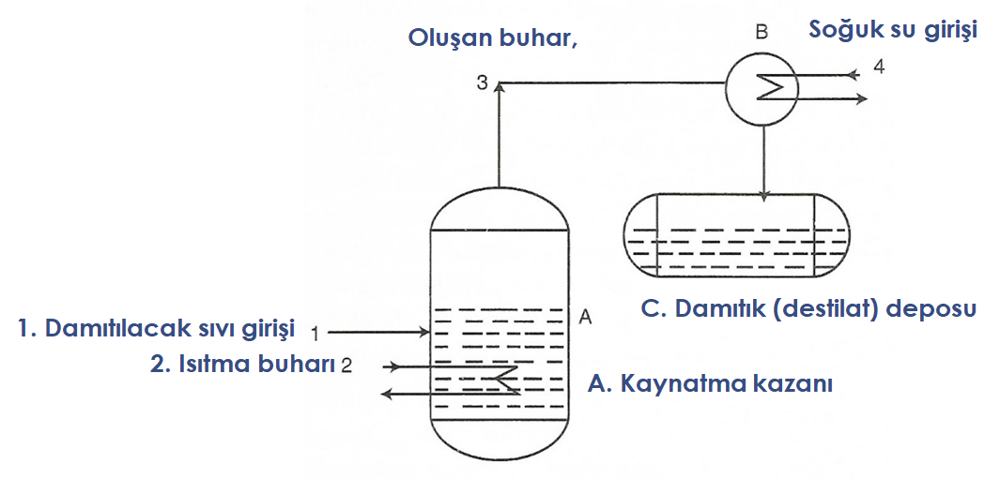 Oluşan buhar,
B
Soğuk su girişi
4
3
A
C. Damıtık (destilat) deposu
1. Damıtılacak sıvı girişi 1
2. Isıtma buharı 2
A. Kaynatma kazanı